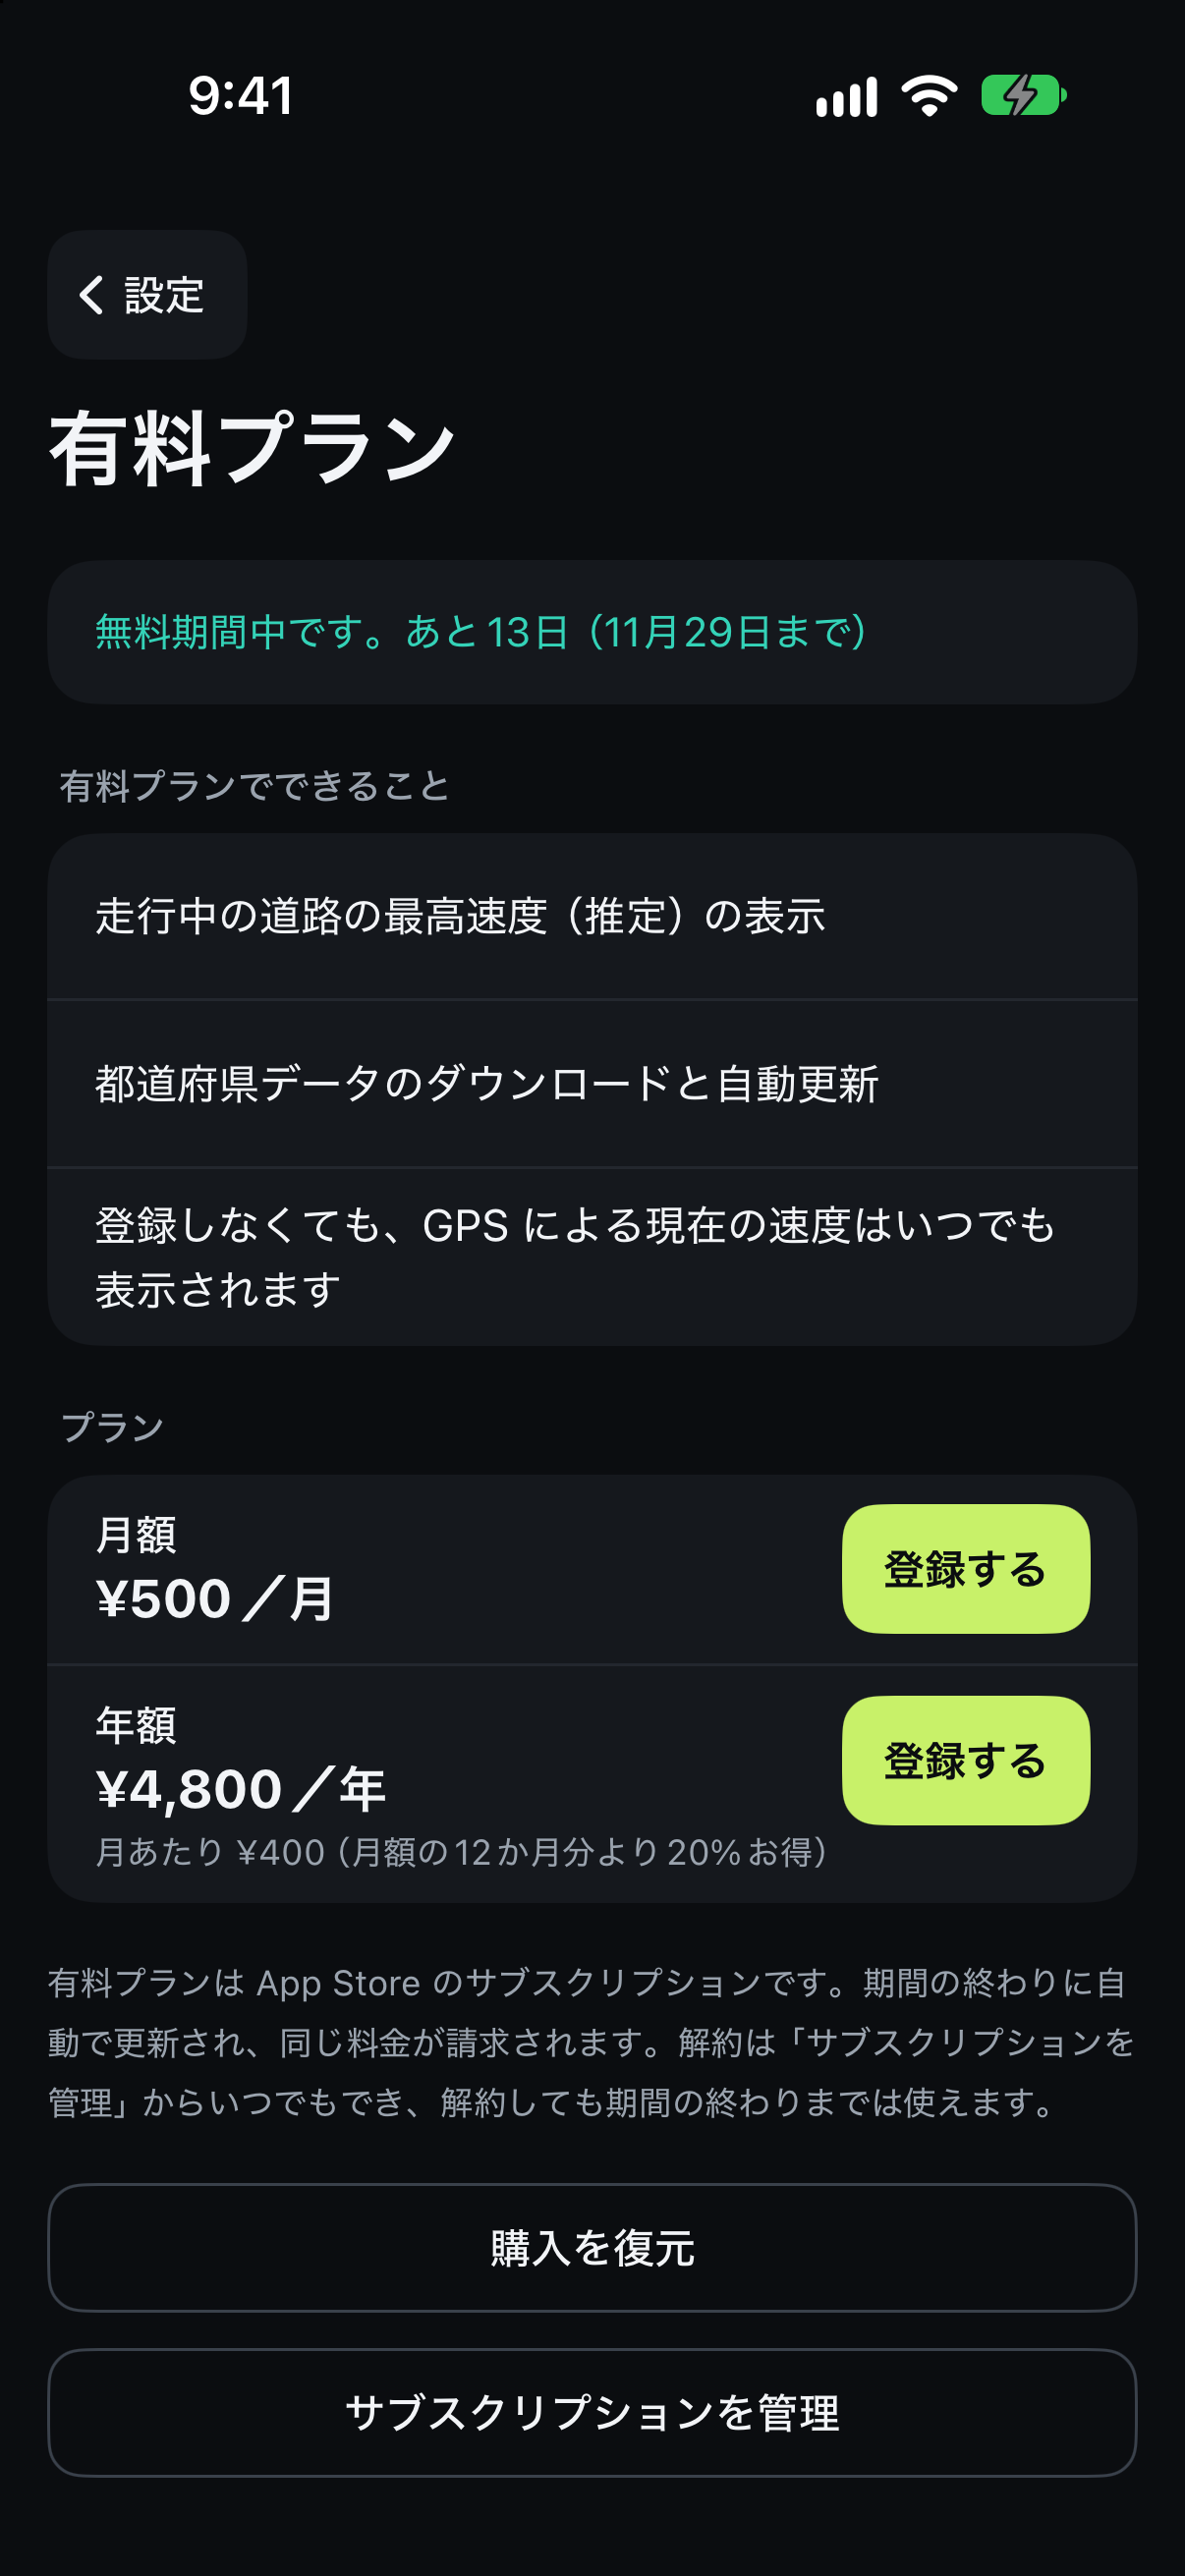 9:41
設定
有料プラン
無料期間中です。あと13日（11月29日まで）
有料プランでできること
走行中の道路の最高速度（推定）の表示
都道府県データのダウンロードと自動更新
登録しなくても、GPS による現在の速度はいつでも
表示されます
プラン
月額
¥500／月
登録する
年額
¥4,800／年
登録する
月あたり ¥400（月額の12か月分より20%お得）
有料プランは App Store のサブスクリプションです。期間の終わりに自
動で更新され、同じ料金が請求されます。解約は「サブスクリプションを
管理」からいつでもでき、解約しても期間の終わりまでは使えます。
購入を復元
サブスクリプションを管理